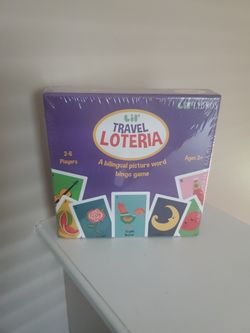 Lil'
TRAVEL
LOTERIA
2-6
Players
Ages 3+
A bilingual picture word
bingo game